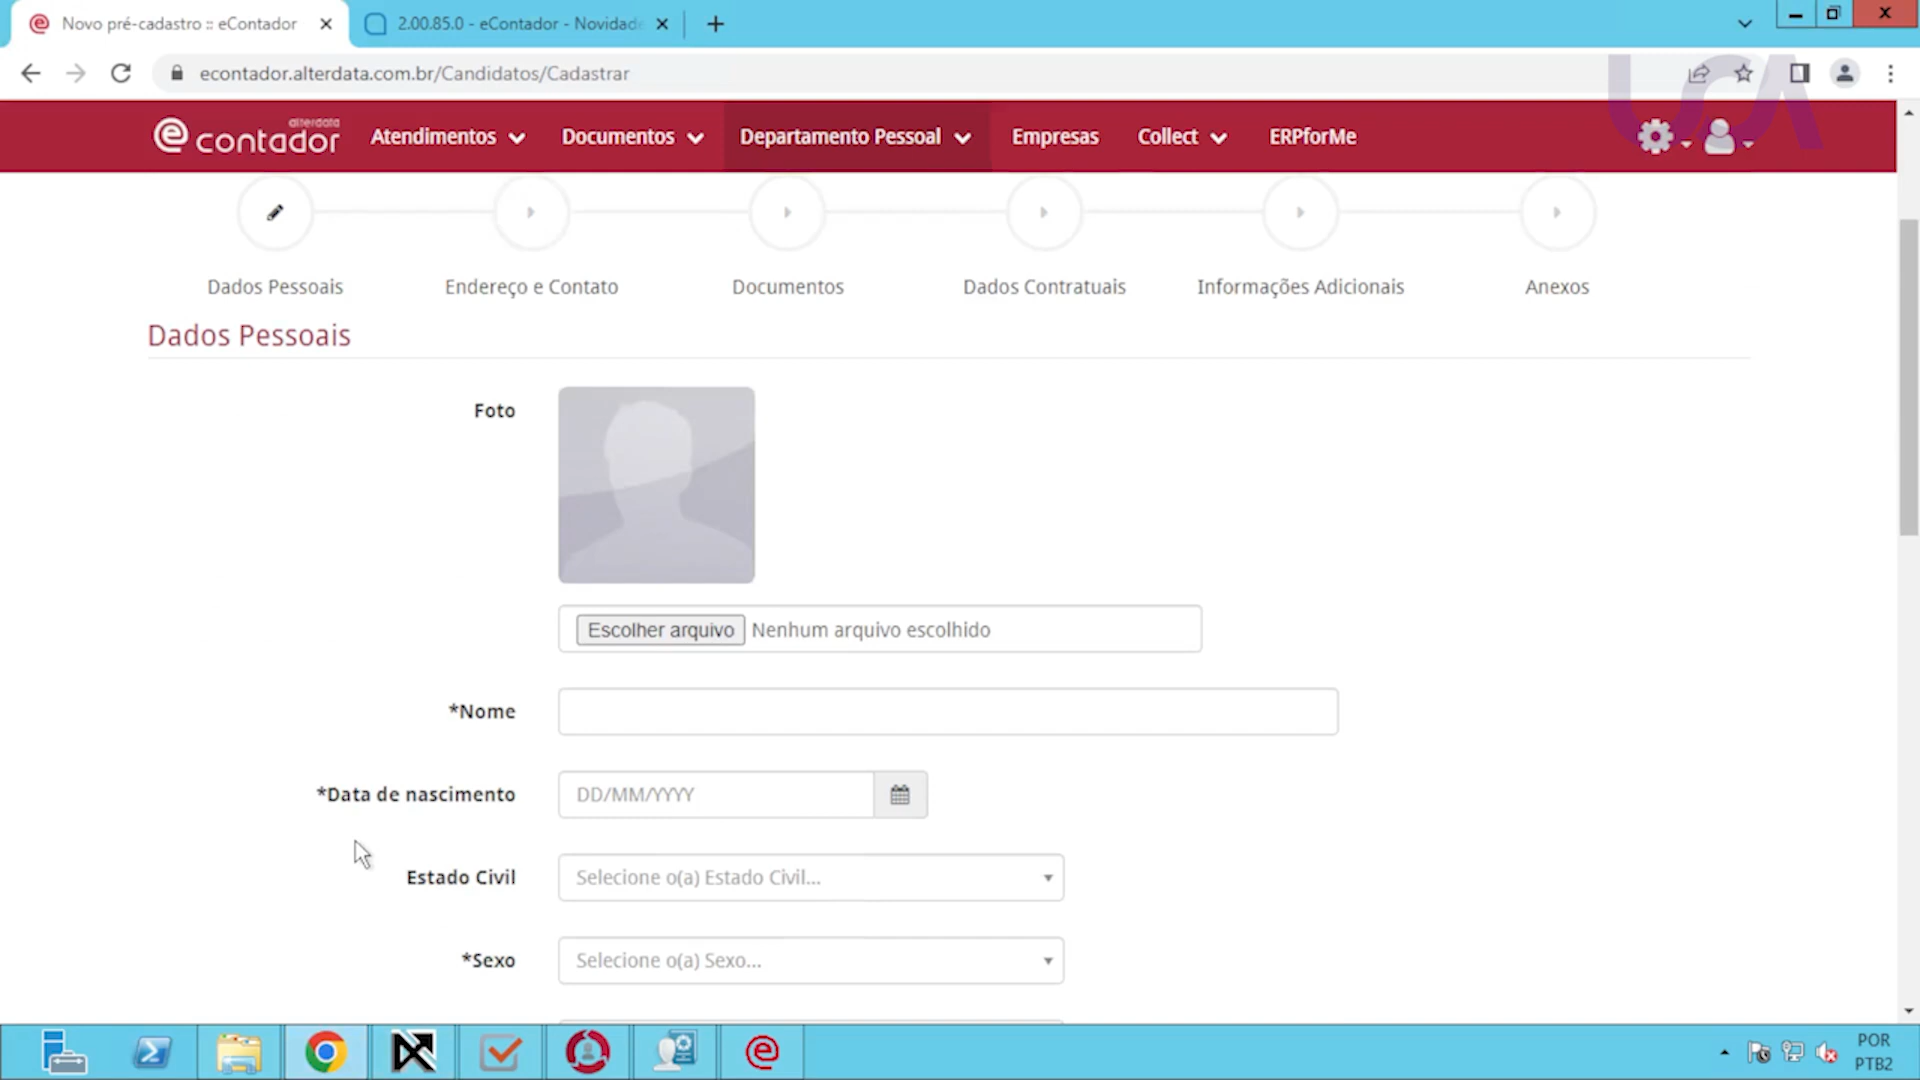 Novo pré-cadastro :: eContador
2.00.85.0 - eContador - Novidade
econtador.alterdata.com.br/Candidatos/Cadastrar
UCA
alterdata
e contador
Atendimentos
Documentos
Departamento Pessoal
Empresas
Collect
ERPforMe
Dados Pessoais
Endereço e Contato
Documentos
Dados Contratuais
Informações Adicionais
Anexos
Dados Pessoais
Foto
Escolher arquivo Nenhum arquivo escolhido
*Nome
*Data de nascimento
DD/MM/YYYY
Estado Civil
Selecione o(a) Estado Civil...
*Sexo
Selecione o(a) Sexo...
POR
PTB2